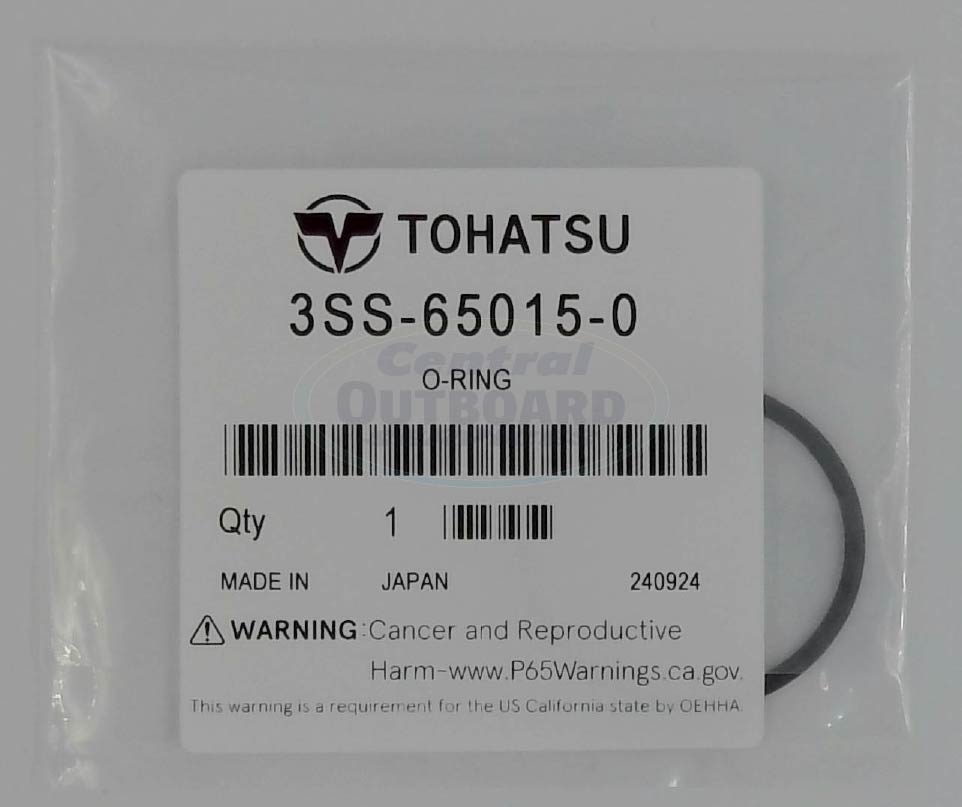 TOHATSU
3SS-65015-0
Central
O-RING
OUTBOARD
Qty 1
MADE IN JAPAN 240924
⚠ WARNING:Cancer and Reproductive
Harm-www.P65Warnings.ca.gov.
This warning is a requirement for the US California state by OEHHA.